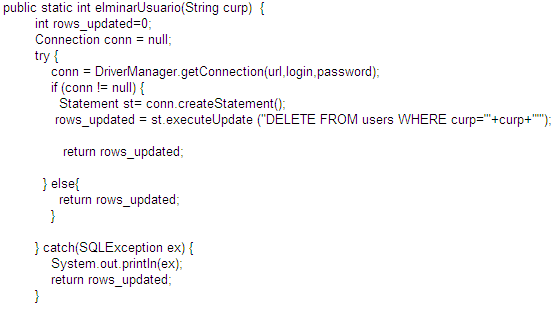 public static int elminarUsuario(String curp)  {
int rows_updated=0;
Connection conn = null;
try {
conn = DriverManager.getConnection(url,login,password);
if (conn != null) {
Statement st= conn.createStatement();
rows_updated = st.executeUpdate ("DELETE FROM users WHERE curp='"+curp+"'");
return rows_updated;
} else{
return rows_updated;
}
} catch(SQLException ex) {
System.out.println(ex);
return rows_updated;
}